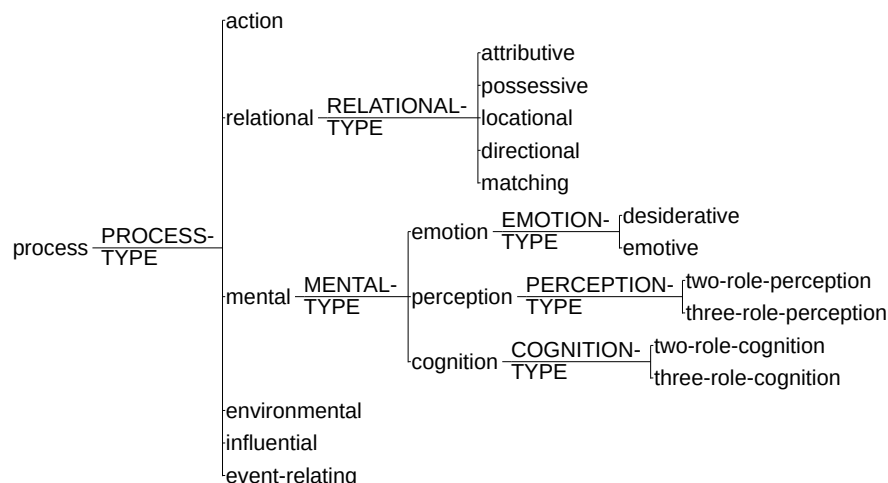 action
attributive
possessive
relational RELATIONAL-
TYPE
locational
directional
matching
process PROCESS-
TYPE
emotion EMOTION-
TYPE
desiderative
emotive
mental MENTAL-
TYPE
perception PERCEPTION-
TYPE
two-role-perception
three-role-perception
cognition COGNITION-
TYPE
two-role-cognition
three-role-cognition
environmental
influential
event-relating